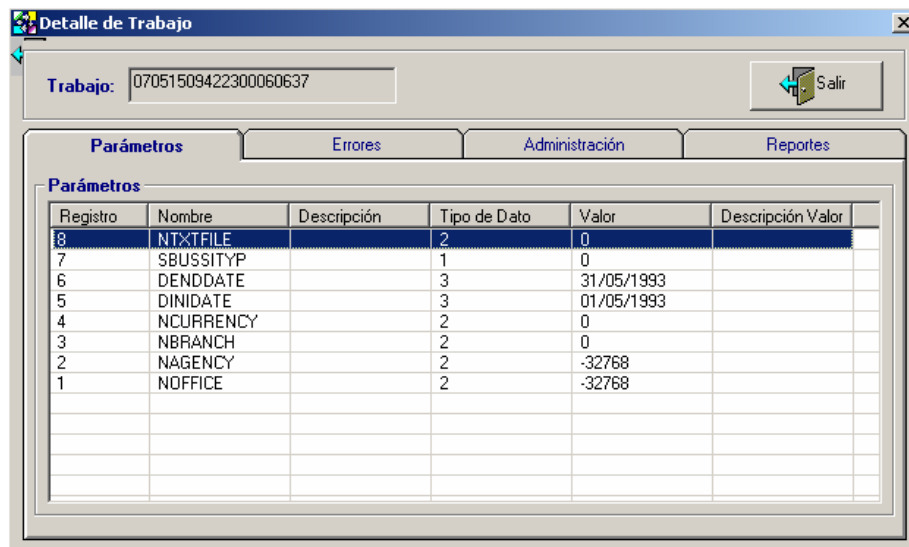 Detalle de Trabajo
Trabajo: 07051509422300060637 Salir
Parámetros Errores Administración Reportes
Parámetros
Registro Nombre Descripción Tipo de Dato Valor Descripción Valor
8 NTXTFILE 2 0
7 SBUSSITYP 1 0
6 DENDDATE 3 31/05/1993
5 DINIDATE 3 01/05/1993
4 NCURRENCY 2 0
3 NBRANCH 2 0
2 NAGENCY 2 -32768
1 NOFFICE 2 -32768